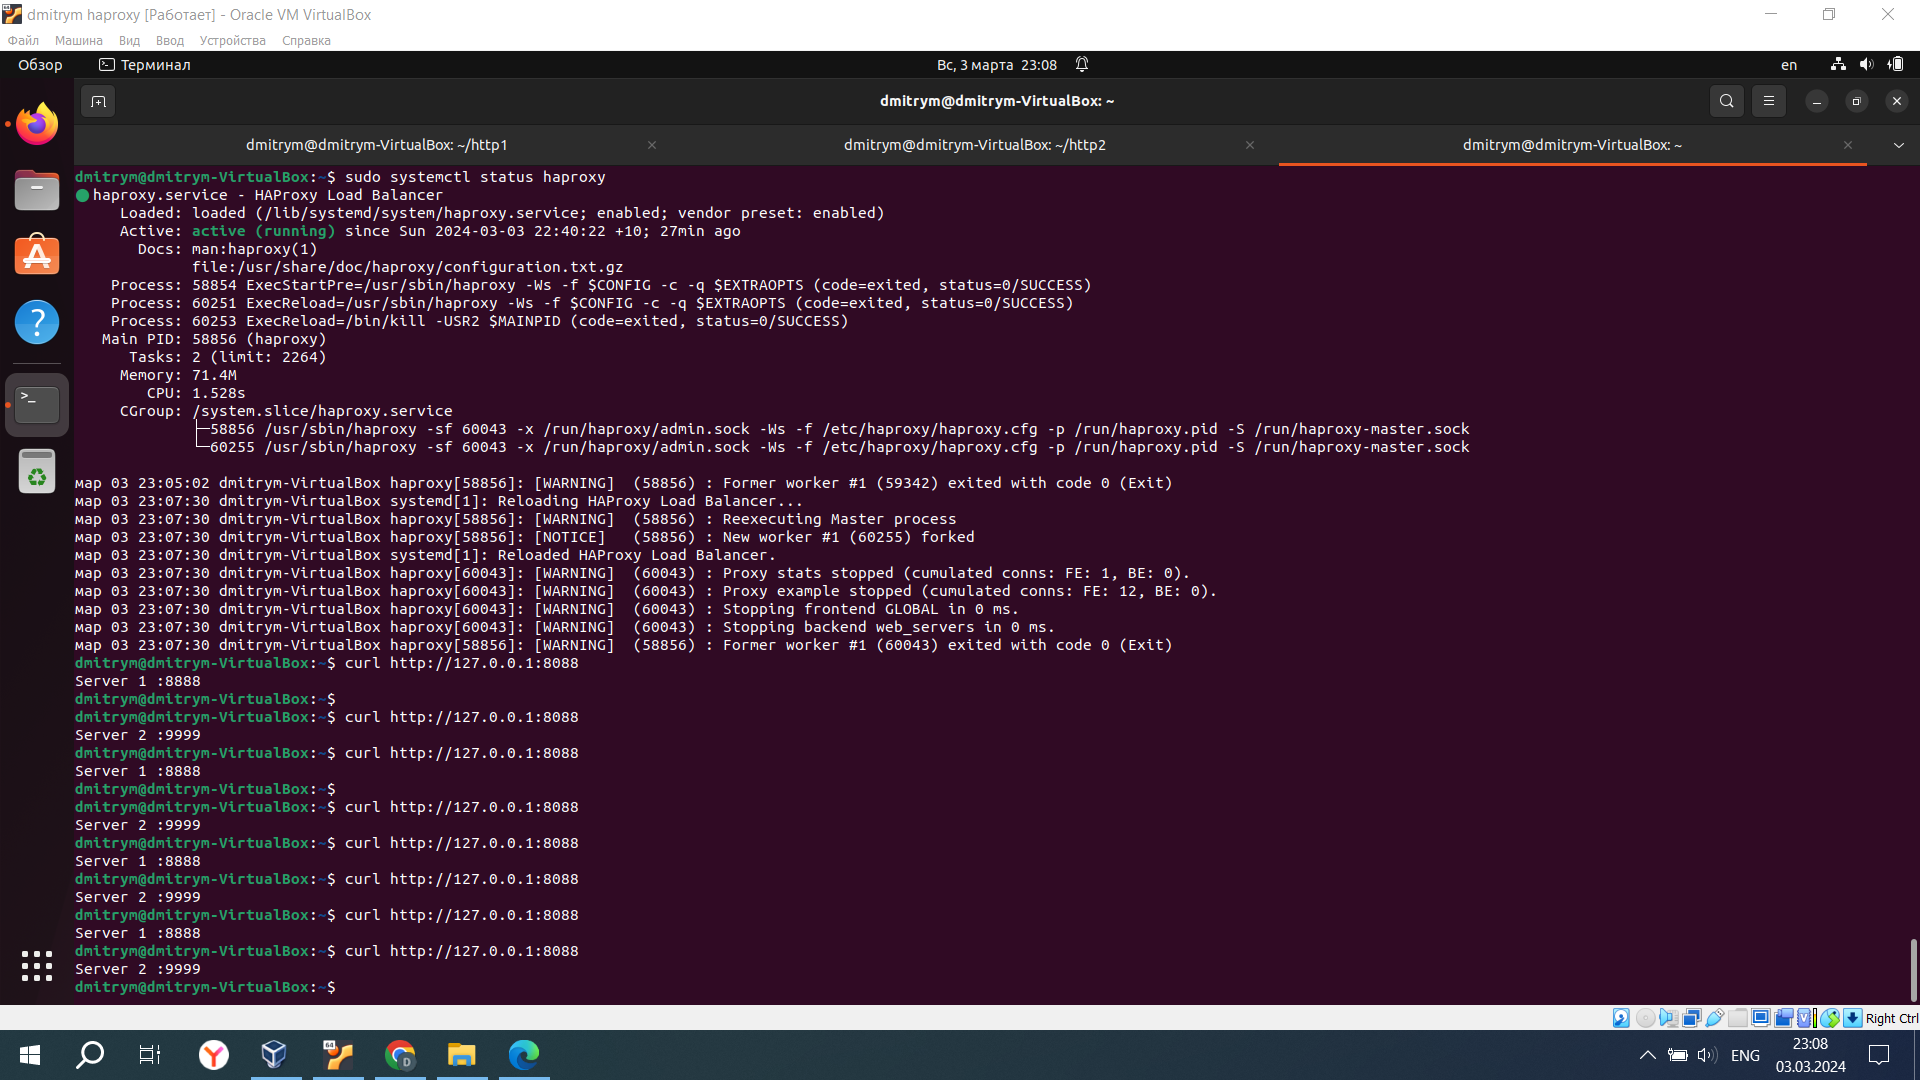 dmitrym haproxy [Работает] - Oracle VM VirtualBox
Файл Машина Вид Ввод Устройства Справка
Обзор Терминал Вс, 3 марта 23:08 en
dmitrym@dmitrym-VirtualBox: ~
dmitrym@dmitrym-VirtualBox: ~/http1 dmitrym@dmitrym-VirtualBox: ~/http2 dmitrym@dmitrym-VirtualBox: ~
dmitrym@dmitrym-VirtualBox:~$ sudo systemctl status haproxy
● haproxy.service - HAProxy Load Balancer
Loaded: loaded (/lib/systemd/system/haproxy.service; enabled; vendor preset: enabled)
Active: active (running) since Sun 2024-03-03 22:40:22 +10; 27min ago
Docs: man:haproxy(1)
file:/usr/share/doc/haproxy/configuration.txt.gz
Process: 58854 ExecStartPre=/usr/sbin/haproxy -Ws -f $CONFIG -c -q $EXTRAOPTS (code=exited, status=0/SUCCESS)
Process: 60251 ExecReload=/usr/sbin/haproxy -Ws -f $CONFIG -c -q $EXTRAOPTS (code=exited, status=0/SUCCESS)
Process: 60253 ExecReload=/bin/kill -USR2 $MAINPID (code=exited, status=0/SUCCESS)
Main PID: 58856 (haproxy)
Tasks: 2 (limit: 2264)
Memory: 71.4M
CPU: 1.528s
CGroup: /system.slice/haproxy.service
├─58856 /usr/sbin/haproxy -sf 60043 -x /run/haproxy/admin.sock -Ws -f /etc/haproxy/haproxy.cfg -p /run/haproxy.pid -S /run/haproxy-master.sock
└─60255 /usr/sbin/haproxy -sf 60043 -x /run/haproxy/admin.sock -Ws -f /etc/haproxy/haproxy.cfg -p /run/haproxy.pid -S /run/haproxy-master.sock
мар 03 23:05:02 dmitrym-VirtualBox haproxy[58856]: [WARNING]  (58856) : Former worker #1 (59342) exited with code 0 (Exit)
мар 03 23:07:30 dmitrym-VirtualBox systemd[1]: Reloading HAProxy Load Balancer...
мар 03 23:07:30 dmitrym-VirtualBox haproxy[58856]: [WARNING]  (58856) : Reexecuting Master process
мар 03 23:07:30 dmitrym-VirtualBox haproxy[58856]: [NOTICE]   (58856) : New worker #1 (60255) forked
мар 03 23:07:30 dmitrym-VirtualBox systemd[1]: Reloaded HAProxy Load Balancer.
мар 03 23:07:30 dmitrym-VirtualBox haproxy[60043]: [WARNING]  (60043) : Proxy stats stopped (cumulated conns: FE: 1, BE: 0).
мар 03 23:07:30 dmitrym-VirtualBox haproxy[60043]: [WARNING]  (60043) : Proxy example stopped (cumulated conns: FE: 12, BE: 0).
мар 03 23:07:30 dmitrym-VirtualBox haproxy[60043]: [WARNING]  (60043) : Stopping frontend GLOBAL in 0 ms.
мар 03 23:07:30 dmitrym-VirtualBox haproxy[60043]: [WARNING]  (60043) : Stopping backend web_servers in 0 ms.
мар 03 23:07:30 dmitrym-VirtualBox haproxy[58856]: [WARNING]  (58856) : Former worker #1 (60043) exited with code 0 (Exit)
dmitrym@dmitrym-VirtualBox:~$ curl http://127.0.0.1:8088
Server 1 :8888
dmitrym@dmitrym-VirtualBox:~$
dmitrym@dmitrym-VirtualBox:~$ curl http://127.0.0.1:8088
Server 2 :9999
dmitrym@dmitrym-VirtualBox:~$ curl http://127.0.0.1:8088
Server 1 :8888
dmitrym@dmitrym-VirtualBox:~$
dmitrym@dmitrym-VirtualBox:~$ curl http://127.0.0.1:8088
Server 2 :9999
dmitrym@dmitrym-VirtualBox:~$ curl http://127.0.0.1:8088
Server 1 :8888
dmitrym@dmitrym-VirtualBox:~$ curl http://127.0.0.1:8088
Server 2 :9999
dmitrym@dmitrym-VirtualBox:~$ curl http://127.0.0.1:8088
Server 1 :8888
dmitrym@dmitrym-VirtualBox:~$ curl http://127.0.0.1:8088
Server 2 :9999
dmitrym@dmitrym-VirtualBox:~$
Right Ctrl
ENG 23:08
03.03.2024